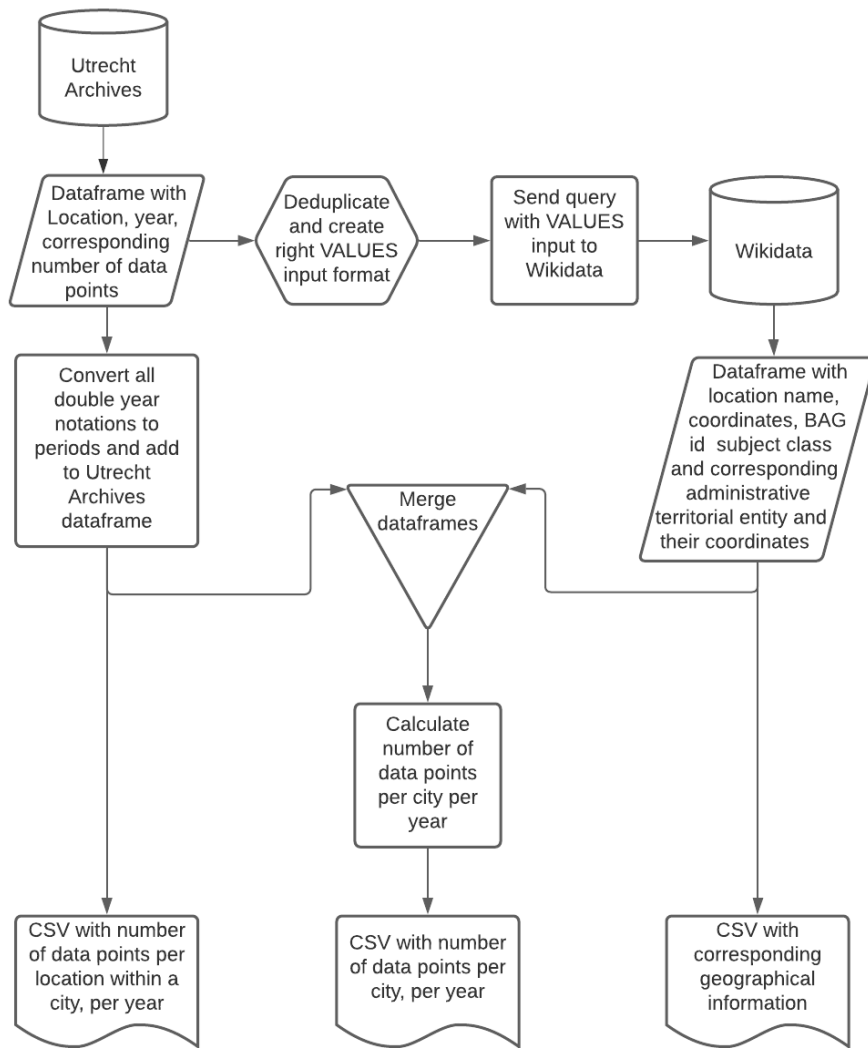 Utrecht
Archives
Dataframe with
Location, year,
corresponding
number of data
points
Deduplicate
and create
right VALUES
input format
Send query
with VALUES
input to
Wikidata
Wikidata
Convert all
double year
notations to
periods and add
to Utrecht
Archives
dataframe
Dataframe with
location name,
coordinates, BAG
id  subject class
and corresponding
administrative
territorial entity and
their coordinates
Merge
dataframes
Calculate
number of
data points
per city per
year
CSV with number
of data points per
location within a
city, per year
CSV with number
of data points per
city, per year
CSV with
corresponding
geographical
information